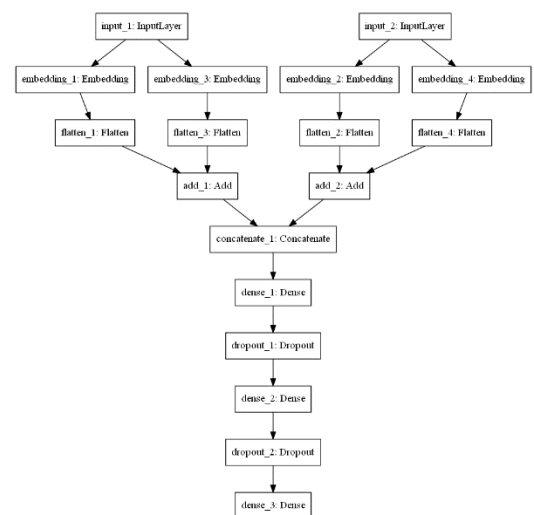 input_1: InputLayer
input_2: InputLayer
embedding_1: Embedding
embedding_3: Embedding
embedding_2: Embedding
embedding_4: Embedding
flatten_1: Flatten
flatten_3: Flatten
flatten_2: Flatten
flatten_4: Flatten
add_1: Add
add_2: Add
concatenate_1: Concatenate
dense_1: Dense
dropout_1: Dropout
dense_2: Dense
dropout_2: Dropout
dense_3: Dense